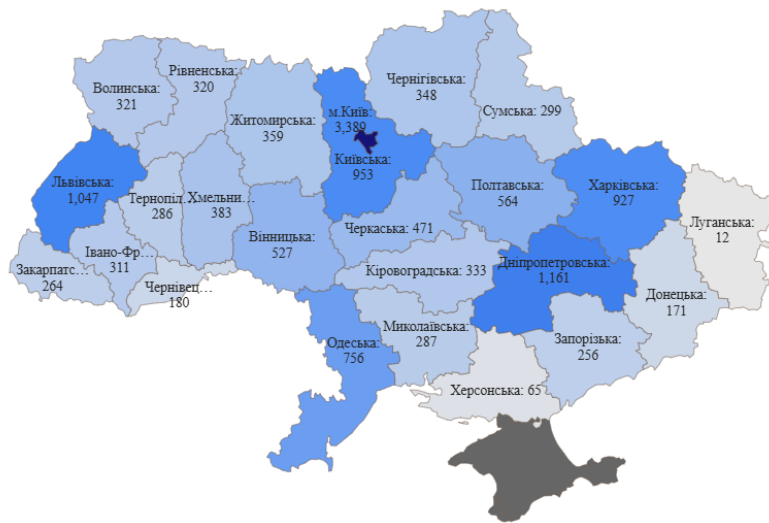 Волинська:
321
Рівненська:
320
Житомирська:
359
м.Київ:
3,389
Київська:
953
Чернігівська:
348
Сумська: 299
Львівська:
1,047
Тернопіл...
286
Хмельни...
383
Вінницька:
527
Черкаська: 471
Полтавська:
564
Харківська:
927
Луганська:
12
Закарпатс...
264
Івано-Фр...
311
Чернівец...
180
Кіровоградська: 333
Дніпропетровська:
1,161
Донецька:
171
Одеська:
756
Миколаївська:
287
Запорізька:
256
Херсонська: 65